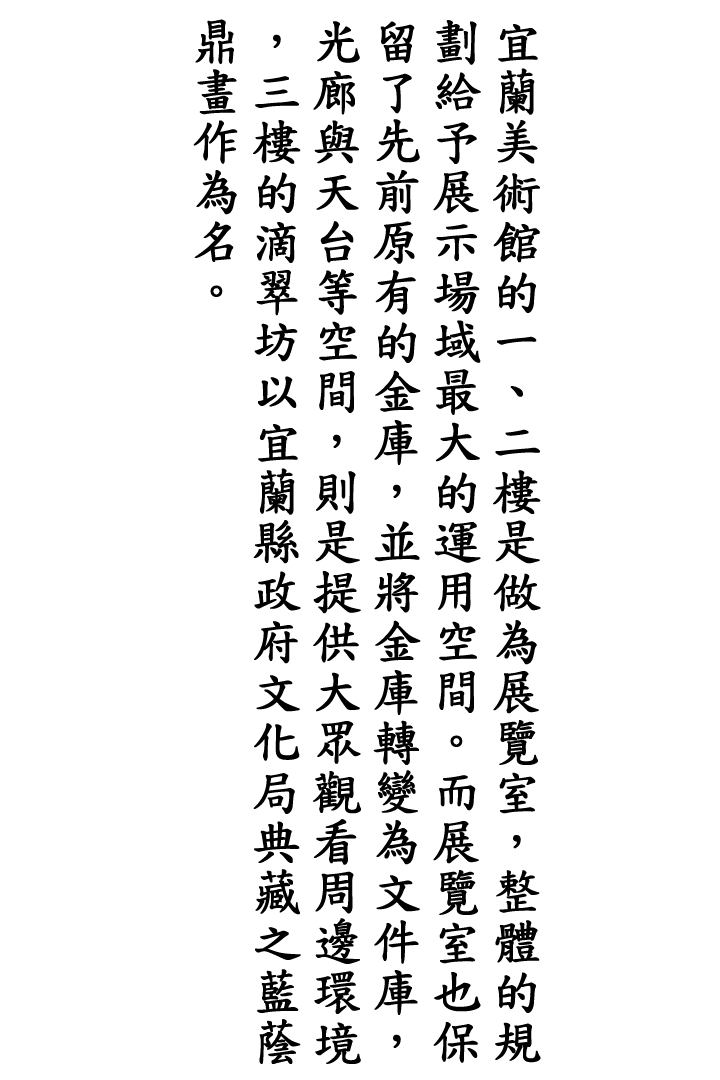 宜蘭美術館的一、二樓是做為展覽室，整體的規
劃給予展示場域最大的運用空間。而展覽室也保
留了先前原有的金庫，並將金庫轉變為文件庫，
光廊與天台等空間，則是提供大眾觀看周邊環境
，三樓的滴翠坊以宜蘭縣政府文化局典藏之藍蔭
鼎畫作為名。